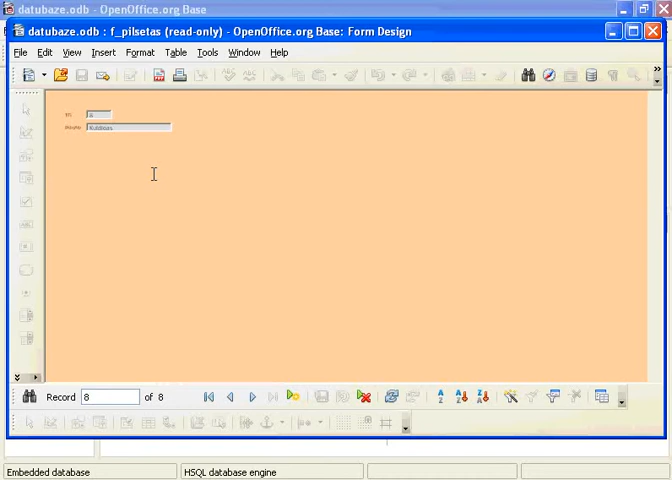 datubaze.odb - OpenOffice.org Base
datubaze.odb : f_pilsetas (read-only) - OpenOffice.org Base: Form Design
File Edit View Insert Format Table Tools Window Help
Record 8 of 8
Embedded database HSQL database engine